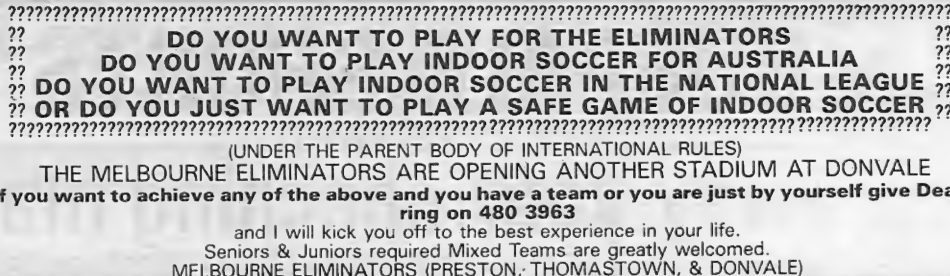 ??????????????????????????????????????????????????????????????????????????????????????????????????????????????????
?? DO YOU WANT TO PLAY FOR THE ELIMINATORS ??
?? DO YOU WANT TO PLAY INDOOR SOCCER FOR AUSTRALIA ??
?? DO YOU WANT TO PLAY INDOOR SOCCER IN THE NATIONAL LEAGUE ??
?? OR DO YOU JUST WANT TO PLAY A SAFE GAME OF INDOOR SOCCER ??
??????????????????????????????????????????????????????????????????????????????????????????????????????????????????
(UNDER THE PARENT BODY OF INTERNATIONAL RULES)
THE MELBOURNE ELIMINATORS ARE OPENING ANOTHER STADIUM AT DONVALE
f you want to achieve any of the above and you have a team or you are just by yourself give Dea
ring on 480 3963
and I will kick you off to the best experience in your life.
Seniors & Juniors required Mixed Teams are greatly welcomed.
MELBOURNE ELIMINATORS (PRESTON, THOMASTOWN, & DONVALE)